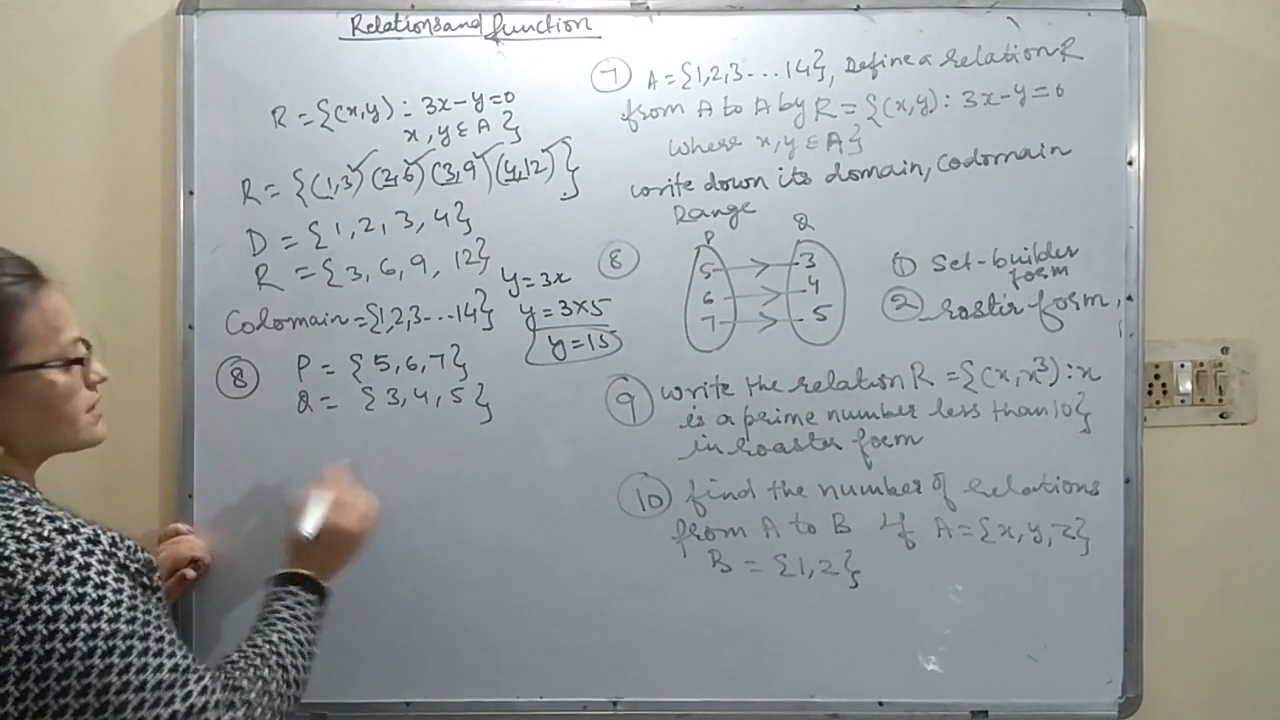 Relations and function
R = {(x,y) : 3x-y=0
x, y ∈ A}
R = {(1,3) (2,6) (3,9) (4,12)}
D = {1, 2, 3, 4}
R = {3, 6, 9, 12}
Codomain = {1,2,3...14}
y = 3x
y = 3x5
y = 15
8 P = {5, 6, 7}
Q = {3, 4, 5}
7 A = {1,2,3...14}, Define a relation R
from A to A by R = {(x,y) : 3x-y=0
where x,y ∈ A}
write down its domain, codomain
Range
8 P Q
5 3
6 4
7 5
1 Set-builder
form
2 roster form,
9 write the relation R = {(x, x³) : x
is a prime number less than 10}
in roaster form
10 find the number of relations
from A to B if A = {x, y, z}
B = {1, 2}